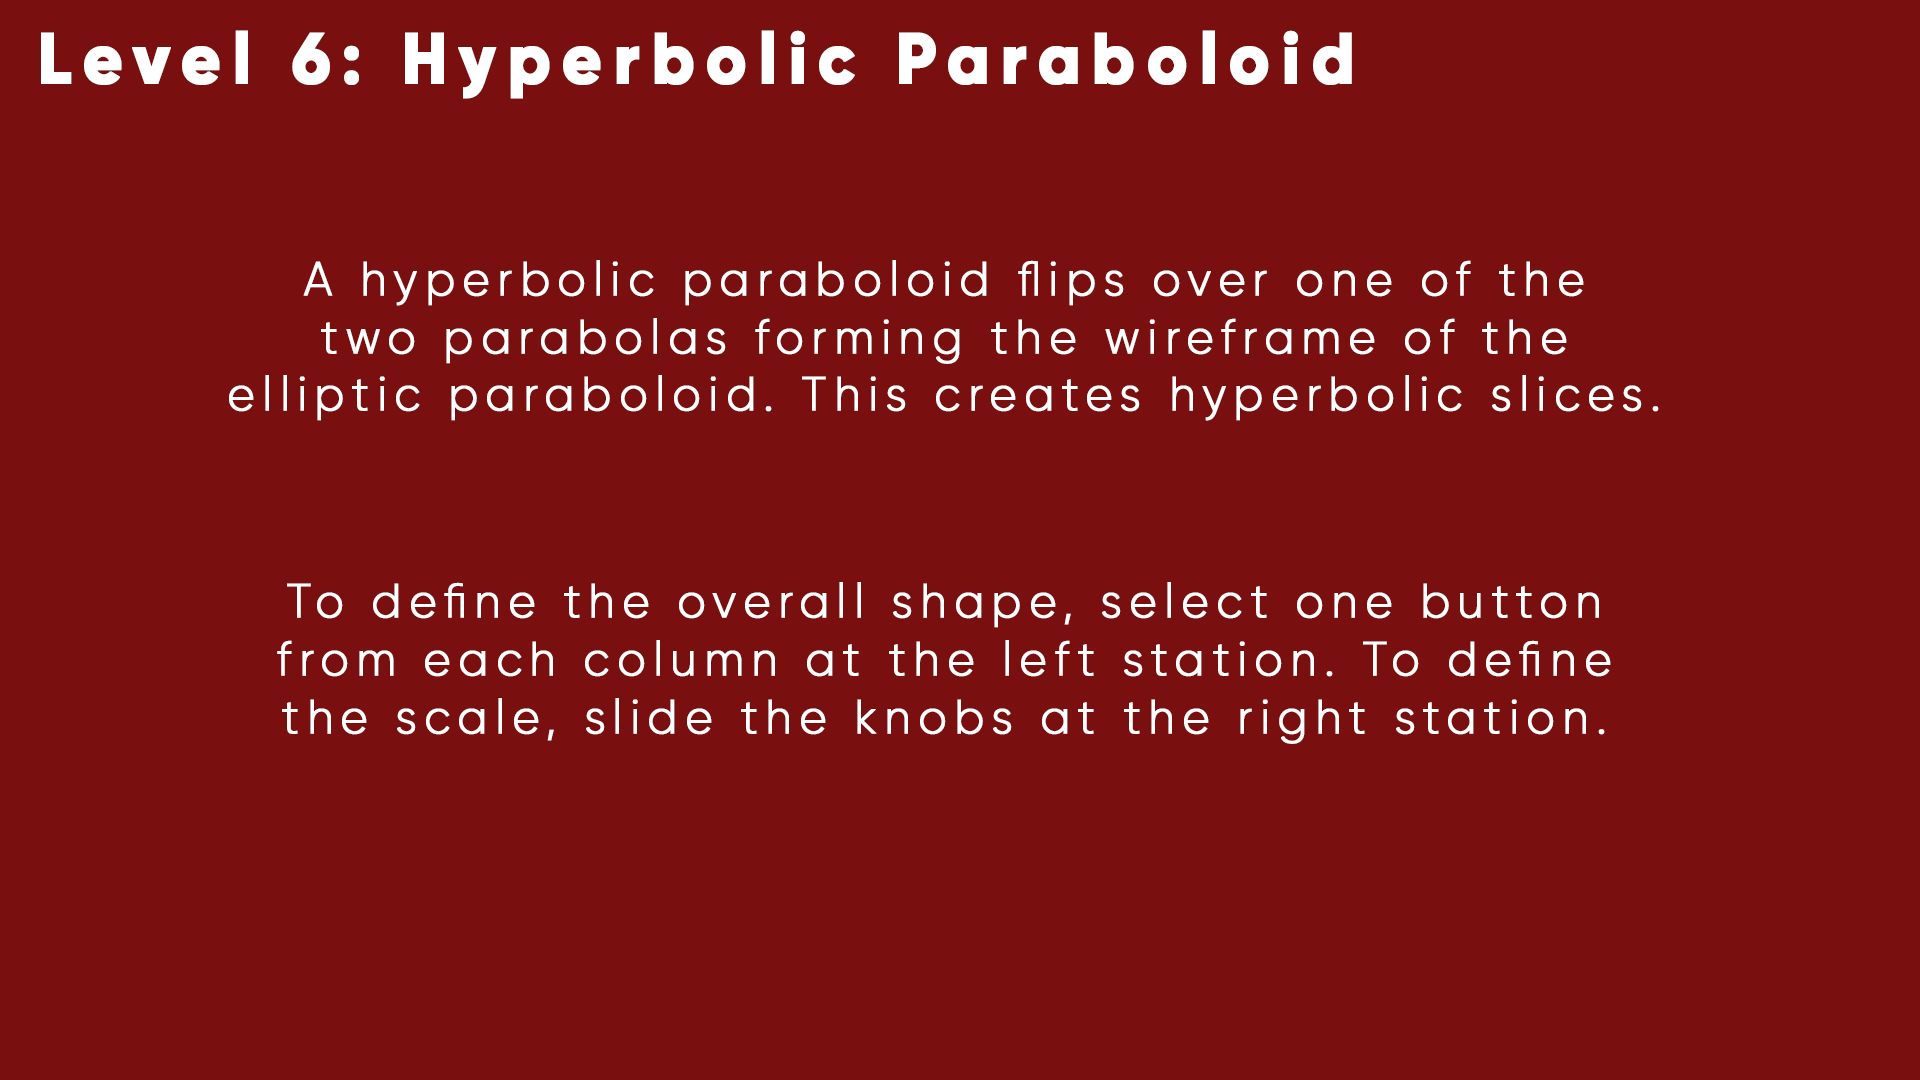 Level 6: Hyperbolic Paraboloid
A hyperbolic paraboloid flips over one of the
two parabolas forming the wireframe of the
elliptic paraboloid. This creates hyperbolic slices.
To define the overall shape, select one button
from each column at the left station. To define
the scale, slide the knobs at the right station.